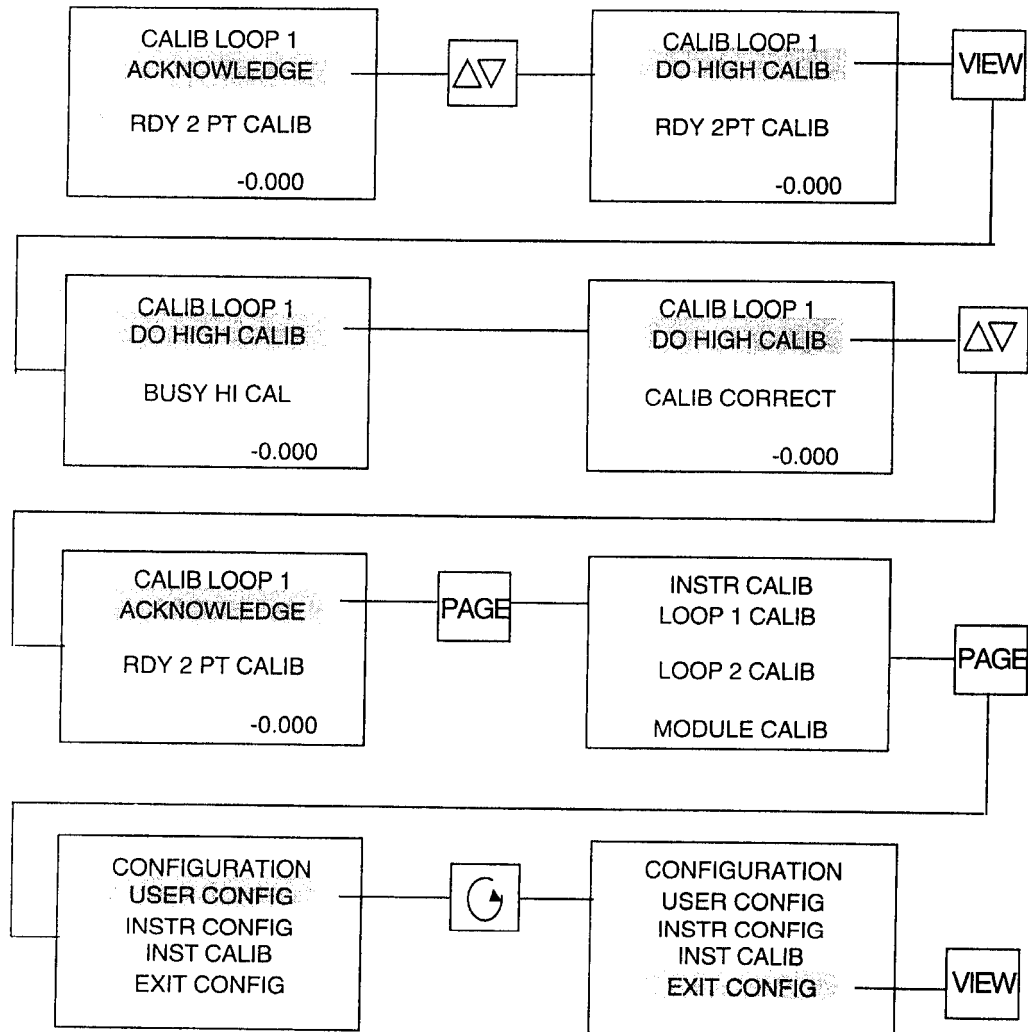 CALIB LOOP 1
ACKNOWLEDGE
RDY 2 PT CALIB
-0.000
△▽
CALIB LOOP 1
DO HIGH CALIB
RDY 2PT CALIB
-0.000
VIEW
CALIB LOOP 1
DO HIGH CALIB
BUSY HI CAL
-0.000
CALIB LOOP 1
DO HIGH CALIB
CALIB CORRECT
-0.000
△▽
CALIB LOOP 1
ACKNOWLEDGE
RDY 2 PT CALIB
-0.000
PAGE
INSTR CALIB
LOOP 1 CALIB
LOOP 2 CALIB
MODULE CALIB
PAGE
CONFIGURATION
USER CONFIG
INSTR CONFIG
INST CALIB
EXIT CONFIG
CONFIGURATION
USER CONFIG
INSTR CONFIG
INST CALIB
EXIT CONFIG
VIEW